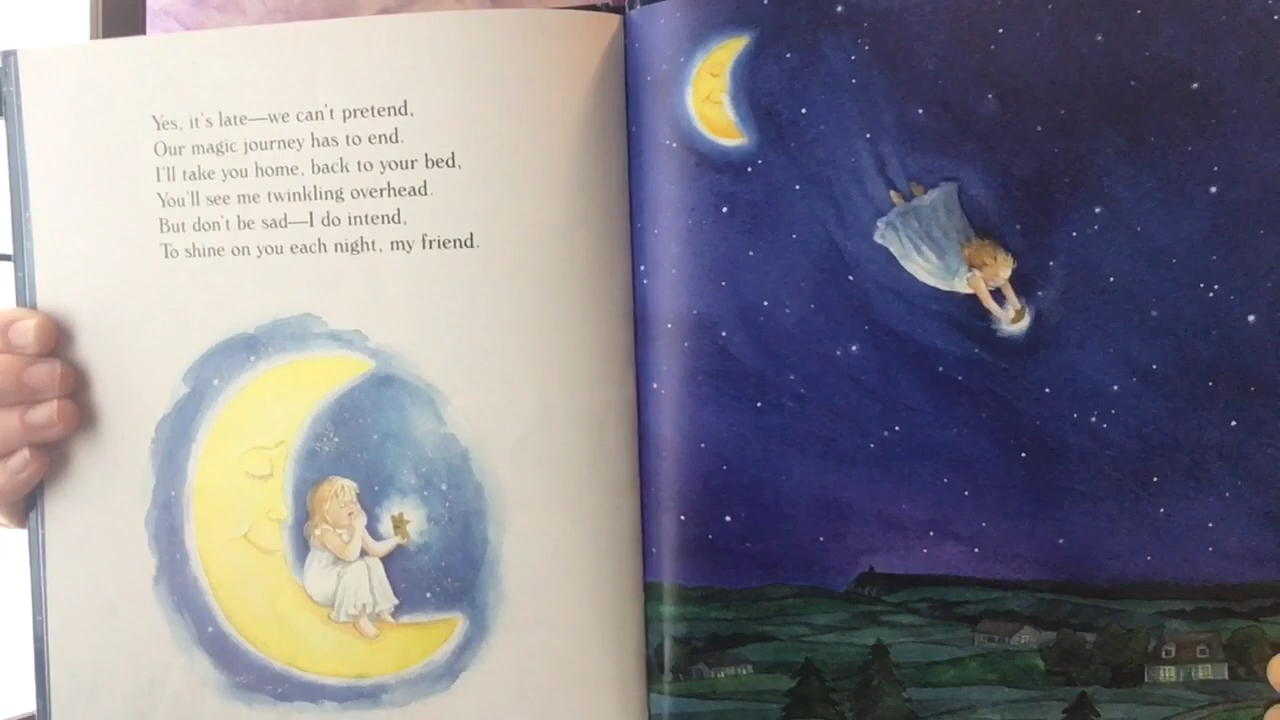 Yes, it's late—we can't pretend,
Our magic journey has to end.
I'll take you home, back to your bed,
You'll see me twinkling overhead.
But don't be sad—I do intend,
To shine on you each night, my friend.